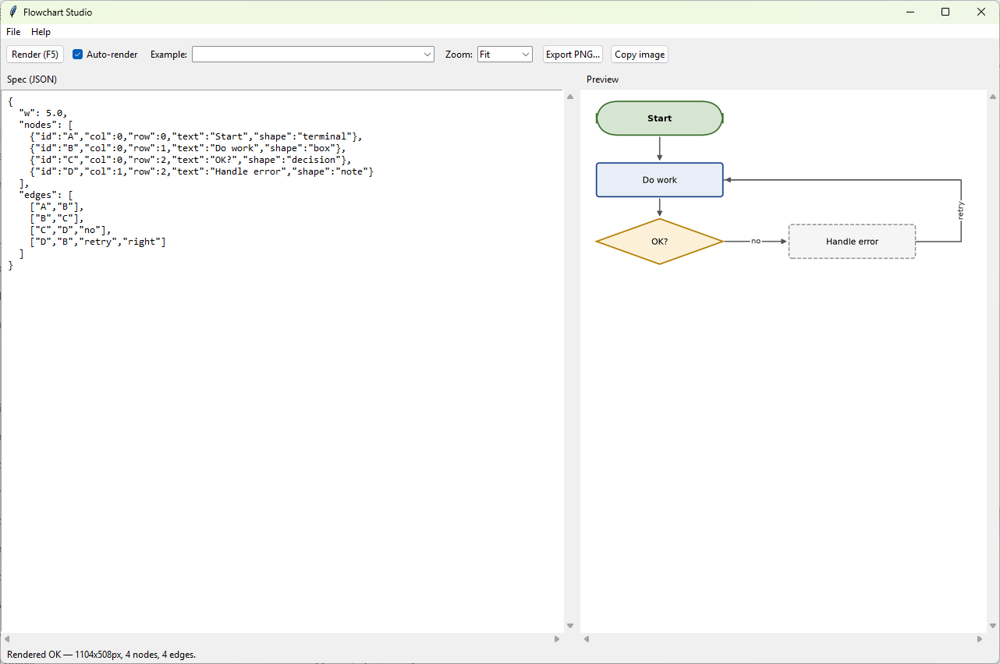 Flowchart Studio
File Help
Render (F5) Auto-render Example: Zoom: Fit Export PNG... Copy image
Spec (JSON)
{
  "w": 5.0,
  "nodes": [
    {"id":"A","col":0,"row":0,"text":"Start","shape":"terminal"},
    {"id":"B","col":0,"row":1,"text":"Do work","shape":"box"},
    {"id":"C","col":0,"row":2,"text":"OK?","shape":"decision"},
    {"id":"D","col":1,"row":2,"text":"Handle error","shape":"note"}
  ],
  "edges": [
    ["A","B"],
    ["B","C"],
    ["C","D","no"],
    ["D","B","retry","right"]
  ]
}
Preview
Start
Do work
retry
OK?
no
Handle error
Rendered OK — 1104x508px, 4 nodes, 4 edges.